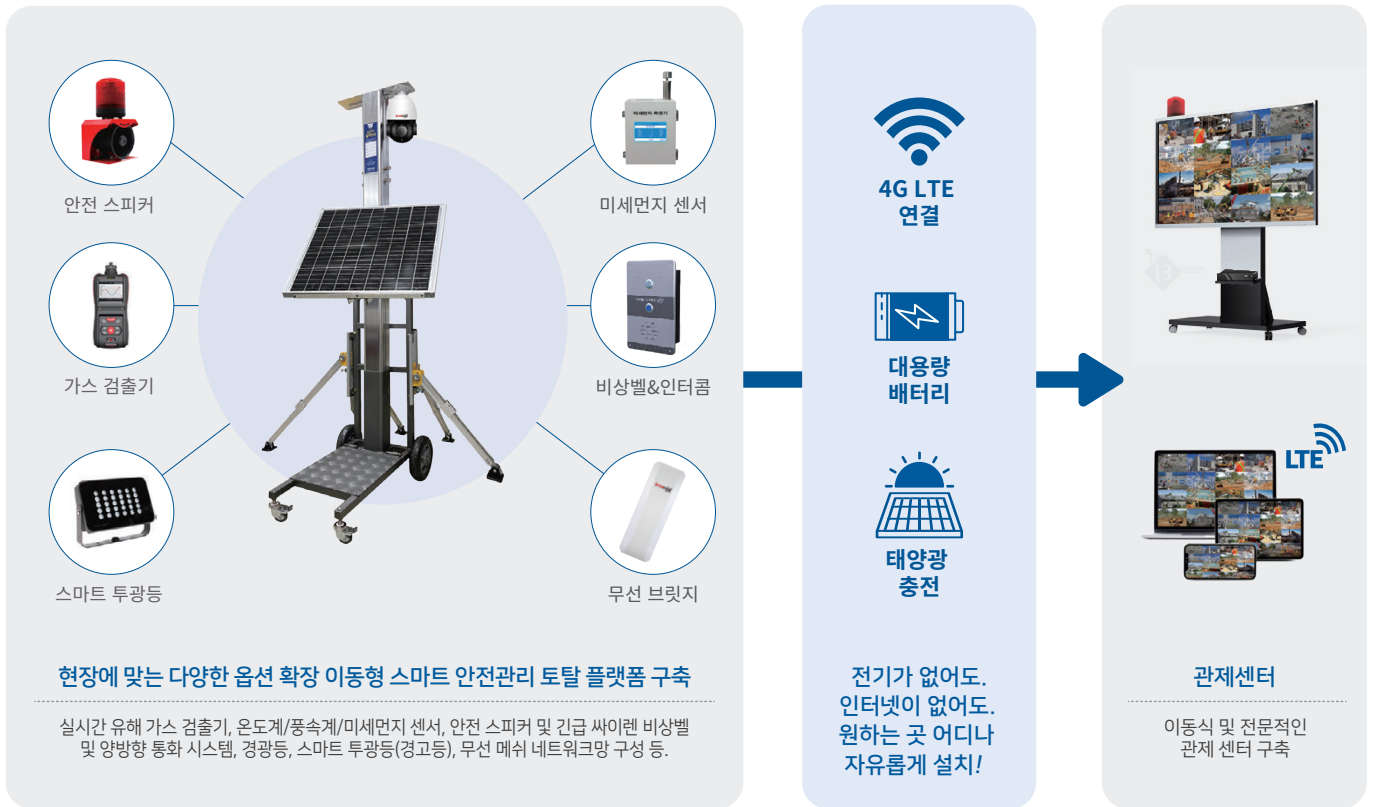 안전 스피커
미세먼지 측정기
미세먼지 센서
가스 검출기
비상벨&인터콤
스마트 투광등
무선 브릿지
현장에 맞는 다양한 옵션 확장 이동형 스마트 안전관리 토탈 플랫폼 구축
실시간 유해 가스 검출기, 온도계/풍속계/미세먼지 센서, 안전 스피커 및 긴급 싸이렌 비상벨
및 양방향 통화 시스템, 경광등, 스마트 투광등(경고등), 무선 메쉬 네트워크망 구성 등.
4G LTE
연결
대용량
배터리
태양광
충전
전기가 없어도.
인터넷이 없어도.
원하는 곳 어디나
자유롭게 설치!
LTE
관제센터
이동식 및 전문적인
관제 센터 구축